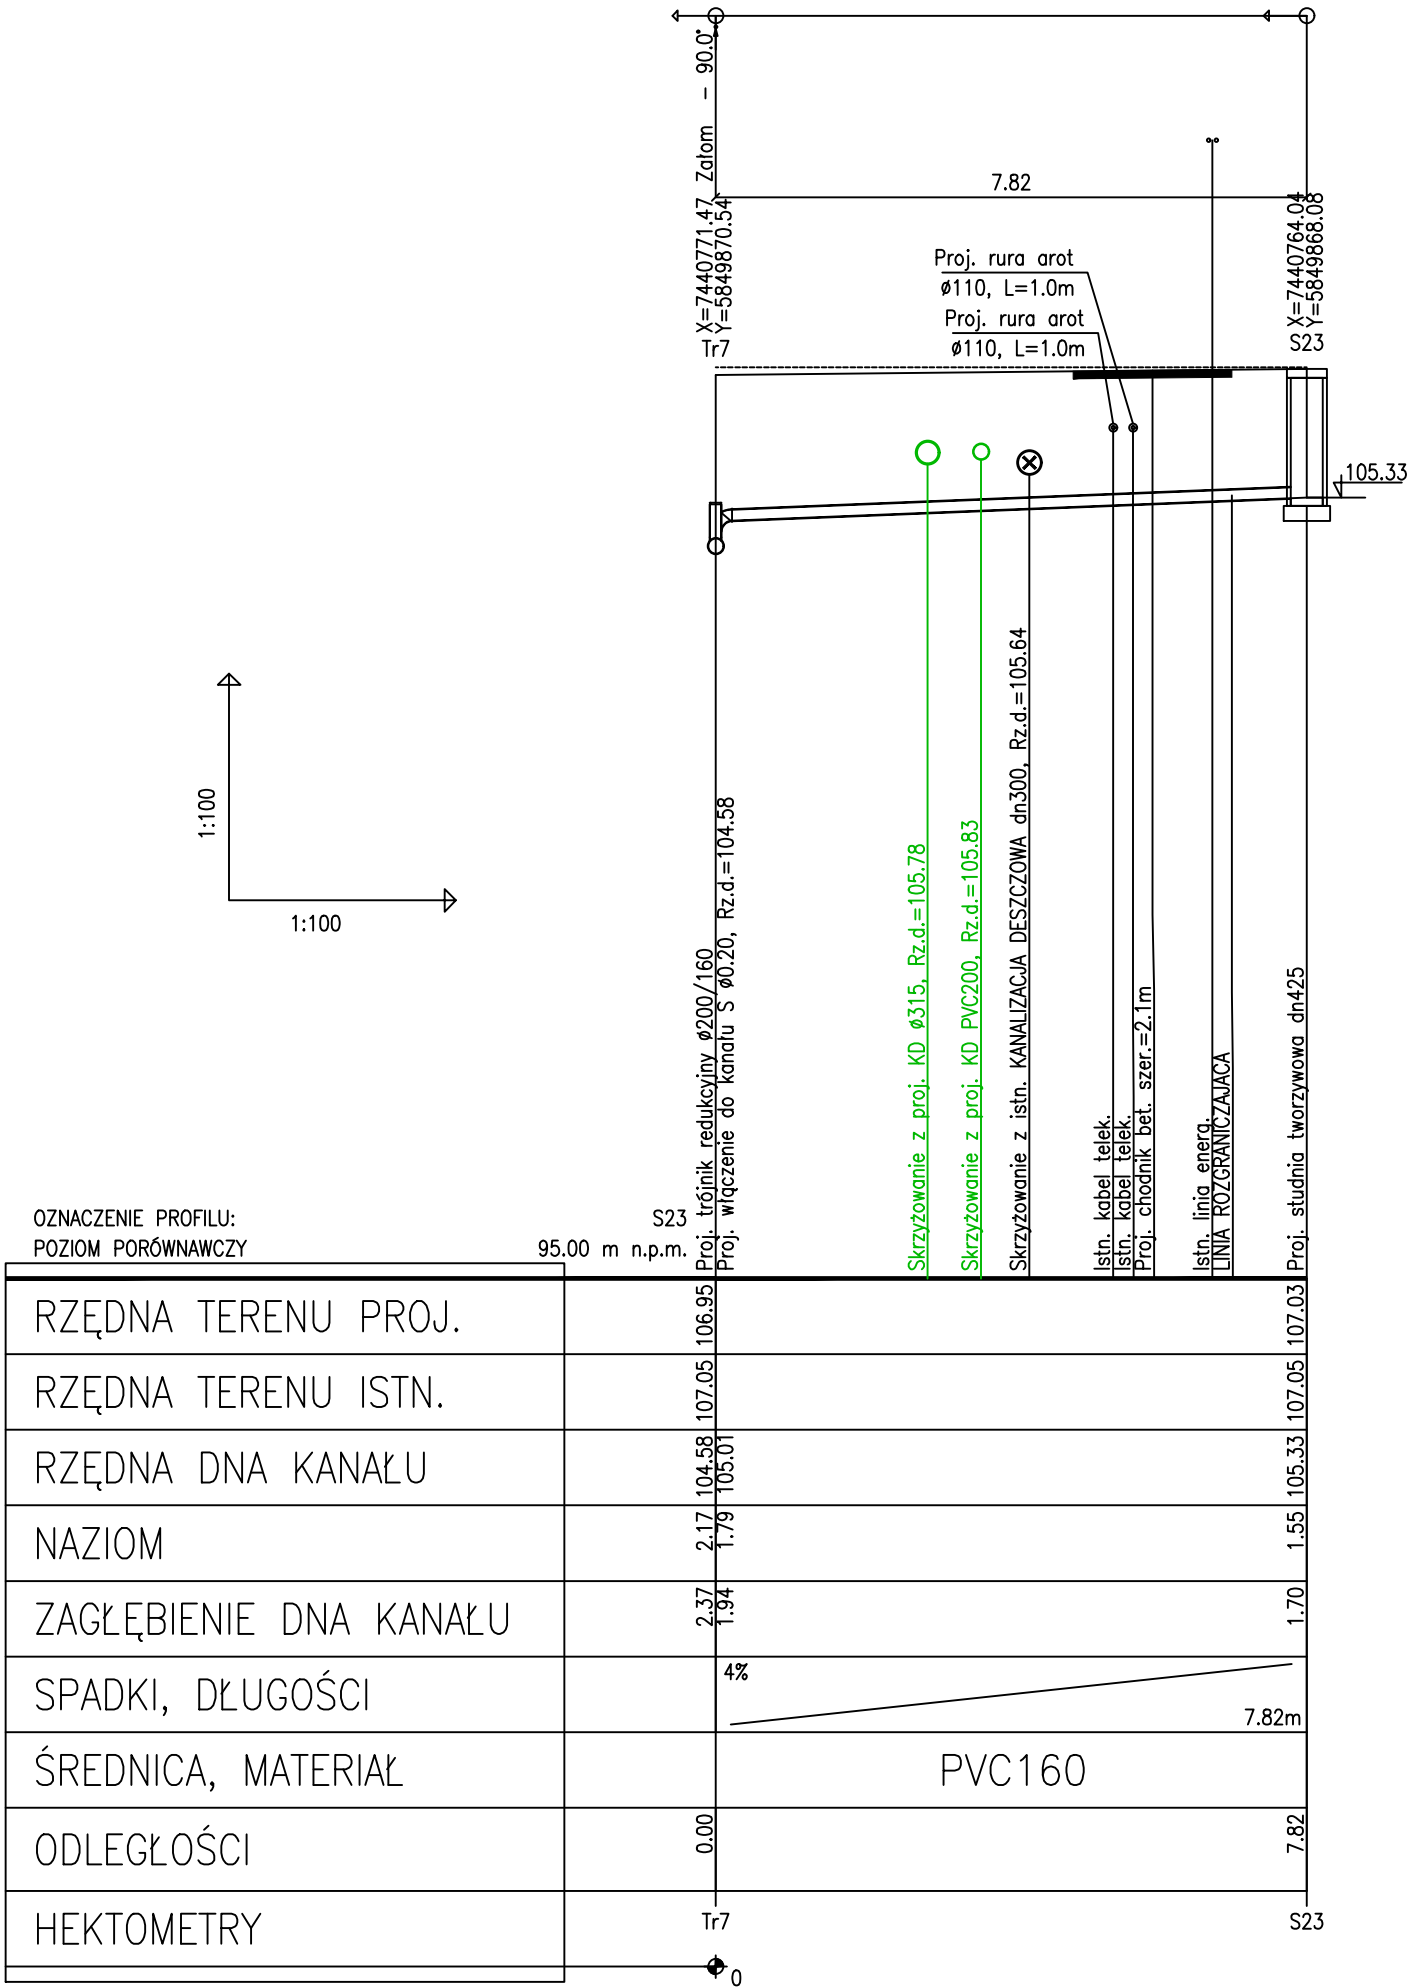 Załom - 90.0°
7.82
X=7440771.47
Y=5849870.54
Tr7
X=7440764.04
Y=5849868.08
S23
Proj. rura arot
ø110, L=1.0m
Proj. rura arot
ø110, L=1.0m
105.33
1:100
1:100
Proj. trójnik redukcyjny ø200/160
Proj. włączenie do kanału S ø0.20, Rz.d.=104.58
Skrzyżowanie z proj. KD ø315, Rz.d.=105.78
Skrzyżowanie z proj. KD PVC200, Rz.d.=105.83
Skrzyżowanie z istn. KANALIZACJA DESZCZOWA dn300, Rz.d.=105.64
Istn. kabel telek.
Istn. kabel telek.
Proj. chodnik bet. szer.=2.1m
Istn. linia energ.
LINIA ROZGRANICZAJACA
Proj. studnia tworzywowa dn425
OZNACZENIE PROFILU: S23
POZIOM PORÓWNAWCZY 95.00 m n.p.m.
RZĘDNA TERENU PROJ. 106.95 107.03
RZĘDNA TERENU ISTN. 107.05 107.05
RZĘDNA DNA KANAŁU 104.58 105.01 105.33
NAZIOM 2.17 1.79 1.55
ZAGŁĘBIENIE DNA KANAŁU 2.37 1.94 1.70
SPADKI, DŁUGOŚCI 4% 7.82m
ŚREDNICA, MATERIAŁ PVC160
ODLEGŁOŚCI 0.00 7.82
HEKTOMETRY Tr7 S23
0